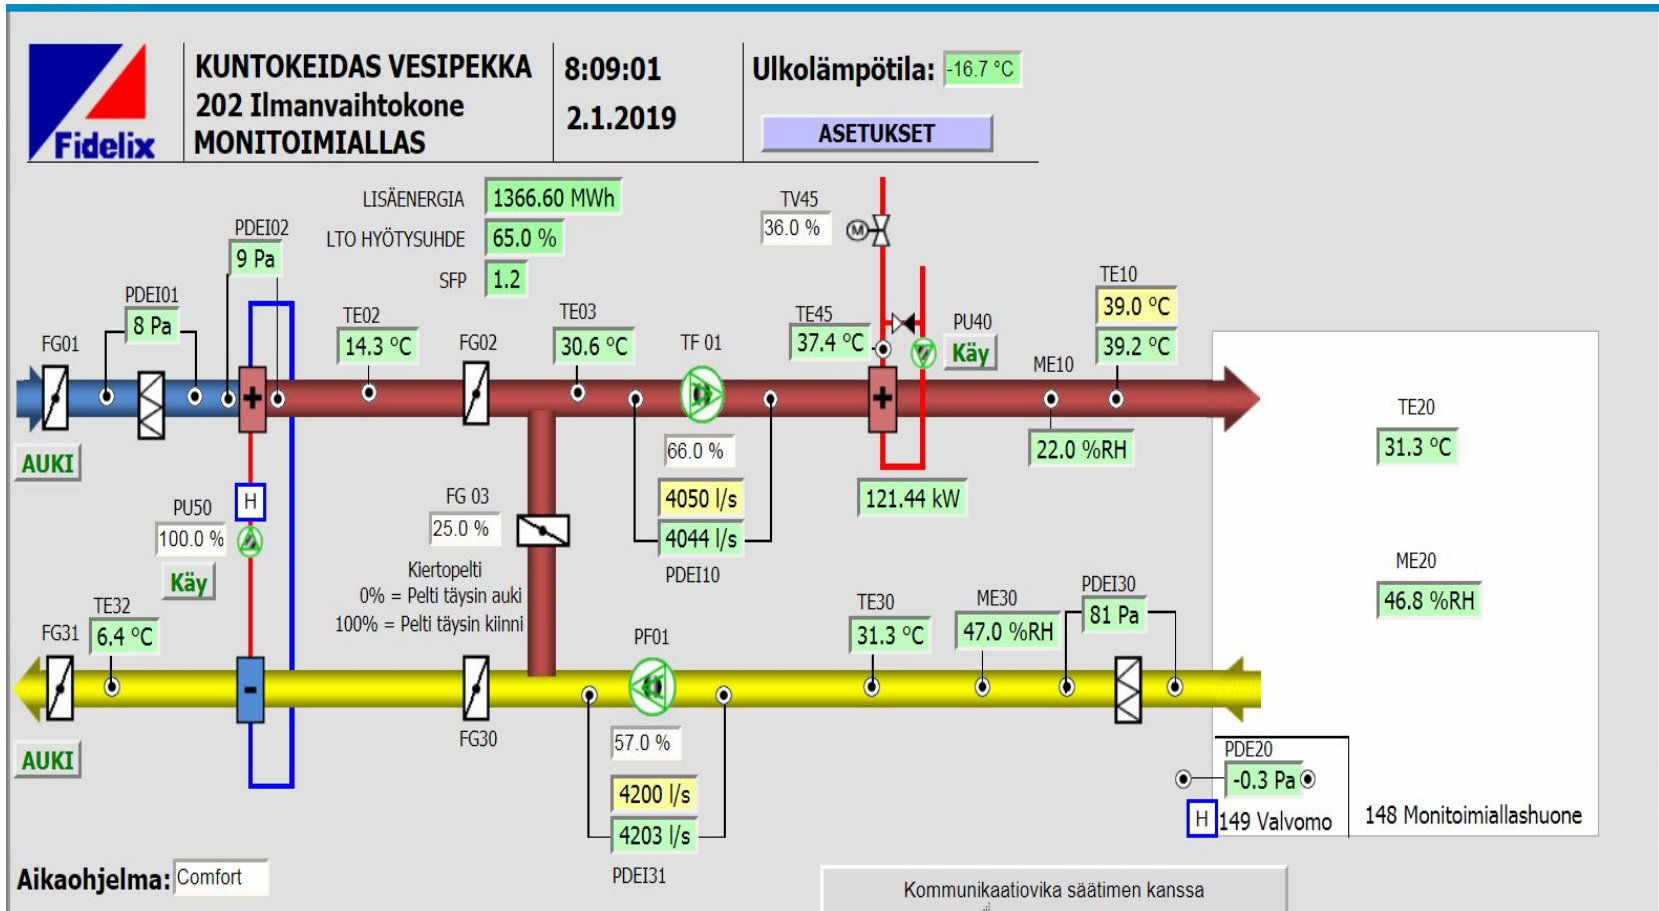 Fidelix
KUNTOKEIDAS VESIPEKKA
202 Ilmanvaihtokone
MONITOIMIALLAS
8:09:01
2.1.2019
Ulkolämpötila: -16.7 °C
ASETUKSET
LISÄENERGIA 1366.60 MWh
LTO HYÖTYSUHDE 65.0 %
SFP 1.2
TV45
36.0 %
M
PDEI02
9 Pa
PDEI01
8 Pa
FG01
TE02
14.3 °C
FG02
TE03
30.6 °C
TF 01
TE45
37.4 °C
PU40
Käy
TE10
39.0 °C
39.2 °C
ME10
22.0 %RH
+
+
AUKI
TE20
31.3 °C
66.0 %
4050 l/s
4044 l/s
PDEI10
121.44 kW
H
PU50
100.0 %
Käy
FG 03
25.0 %
Kiertopelti
0% = Pelti täysin auki
100% = Pelti täysin kiinni
ME20
46.8 %RH
TE32
6.4 °C
FG31
PF01
TE30
31.3 °C
ME30
47.0 %RH
PDEI30
81 Pa
-
AUKI
FG30
57.0 %
4200 l/s
4203 l/s
PDEI31
PDE20
-0.3 Pa
H
149 Valvomo
148 Monitoimiallashuone
Aikaohjelma: Comfort
Kommunikaatiovika säätimen kanssa